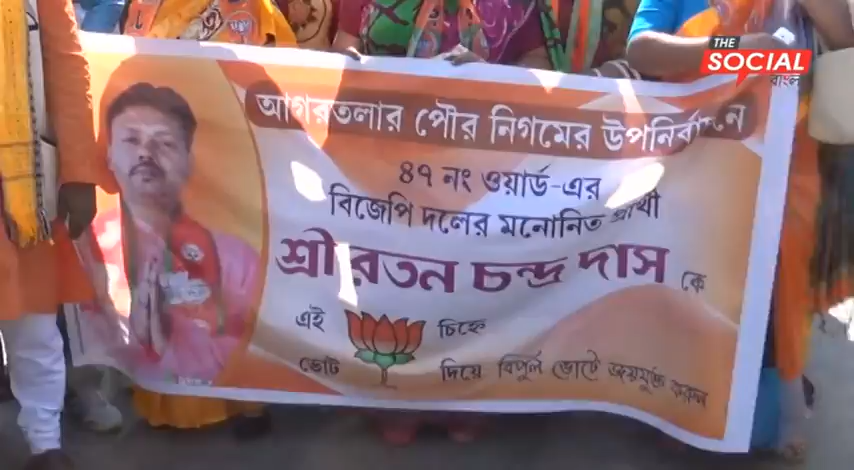 THE
SOCIAL
বাংলা
আগরতলার পৌর নিগমের উপনির্বাচনে
৪৭ নং ওয়ার্ড-এর
বিজেপি দলের মনোনিত প্রার্থী
শ্রী রতন চন্দ্র দাস কে
এই চিহ্নে
ভোট দিয়ে বিপুল ভোটে জয়যুক্ত করুন